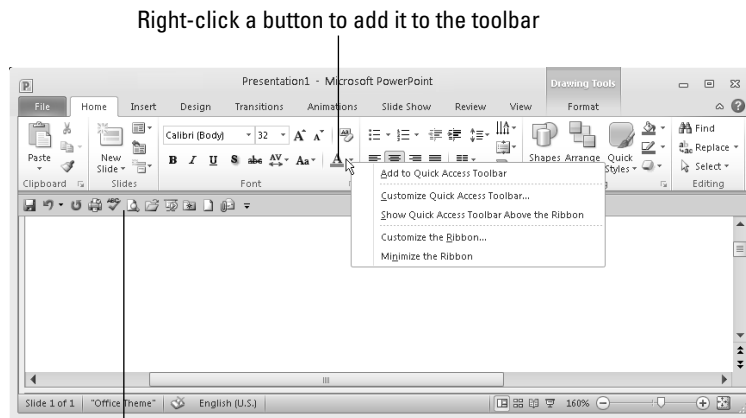 Right-click a button to add it to the toolbar
Presentation1 - Microsoft PowerPoint
Drawing Tools
File Home Insert Design Transitions Animations Slide Show Review View Format
Calibri (Body) 32
Paste
New
Slide
B I U S abc AV Aa A
Shapes Arrange Quick
Styles
Find
Replace
Select
Clipboard Slides Font Editing
Add to Quick Access Toolbar
Customize Quick Access Toolbar...
Show Quick Access Toolbar Above the Ribbon
Customize the Ribbon...
Minimize the Ribbon
Slide 1 of 1 "Office Theme" English (U.S.) 160%